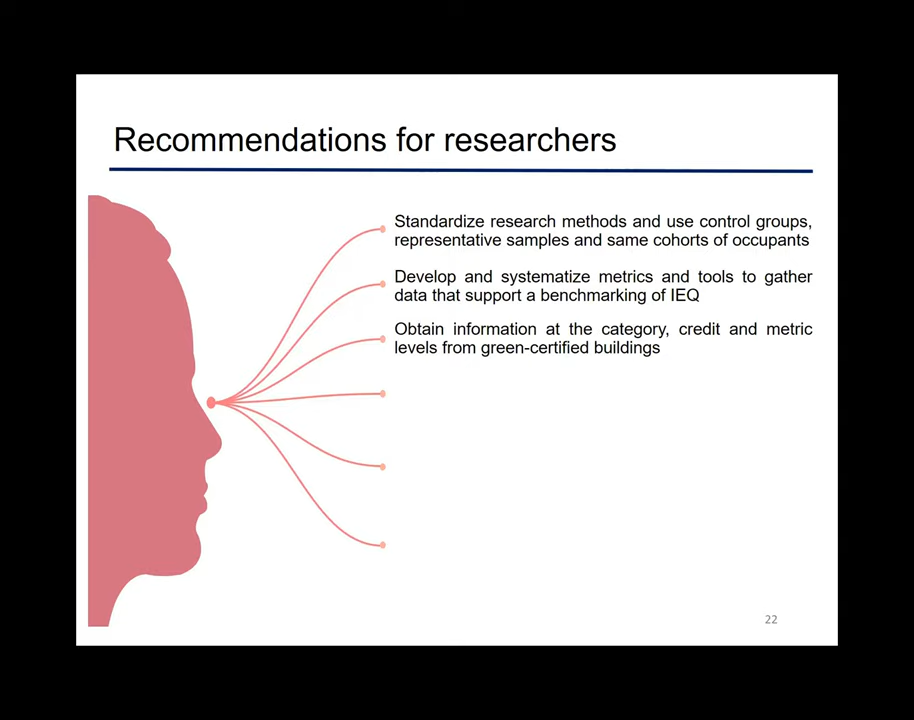 Recommendations for researchers
Standardize research methods and use control groups,
representative samples and same cohorts of occupants
Develop and systematize metrics and tools to gather
data that support a benchmarking of IEQ
Obtain information at the category, credit and metric
levels from green-certified buildings
22